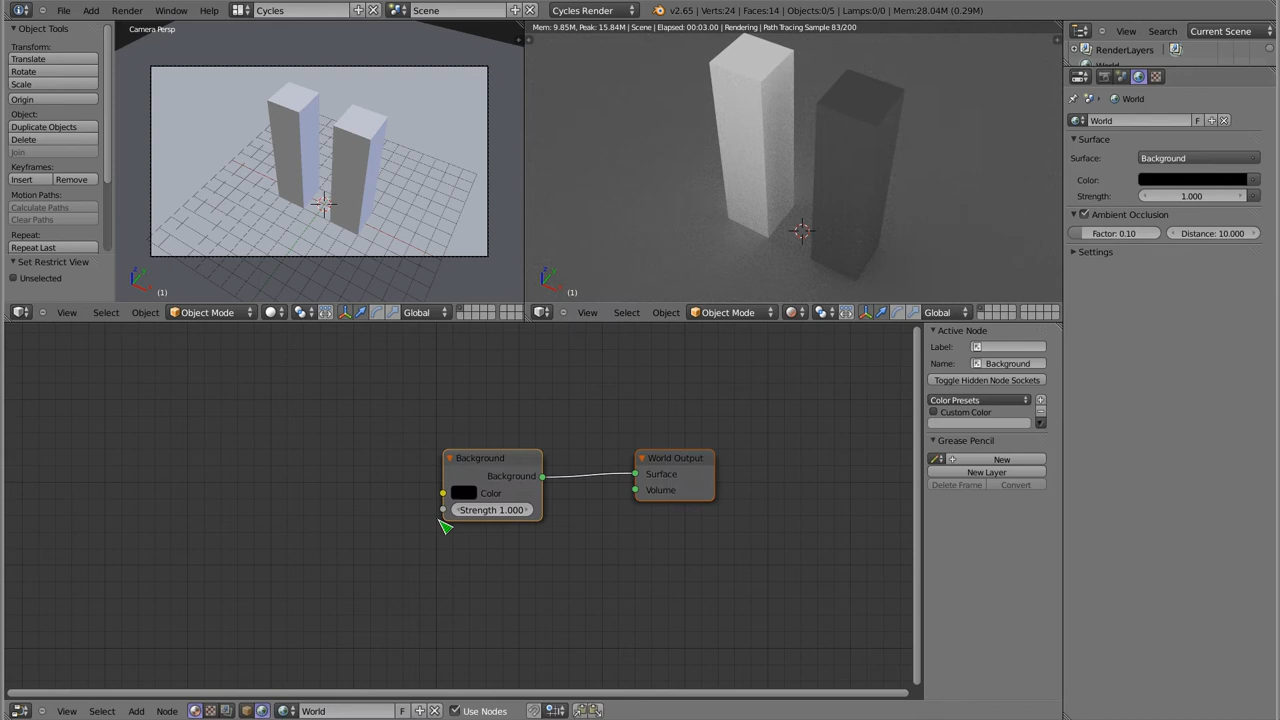 File Add Render Window Help Cycles Scene Cycles Render v2.65 | Verts:24 | Faces:14 | Objects:0/5 | Lamps:0/0 | Mem:28.04M (0.29M)
Object Tools
Transform:
Translate
Rotate
Scale
Origin
Object:
Duplicate Objects
Delete
Join
Keyframes:
Insert Remove
Motion Paths:
Calculate Paths
Clear Paths
Repeat:
Repeat Last
Set Restrict View
Unselected
Camera Persp
(1)
View Select Object Object Mode Global
Mem: 9.85M, Peak: 15.84M | Scene | Elapsed: 00:03.00 | Rendering | Path Tracing Sample 83/200
(1)
View Select Object Object Mode Global
View Search Current Scene
RenderLayers
World
World
World F
Surface
Surface: Background
Color:
Strength: 1.000
Ambient Occlusion
Factor: 0.10 Distance: 10.000
Settings
Background
Background
Color
Strength 1.000
World Output
Surface
Volume
Active Node
Label:
Name: Background
Toggle Hidden Node Sockets
Color Presets
Custom Color
Grease Pencil
New
New Layer
Delete Frame Convert
View Select Add Node World F Use Nodes